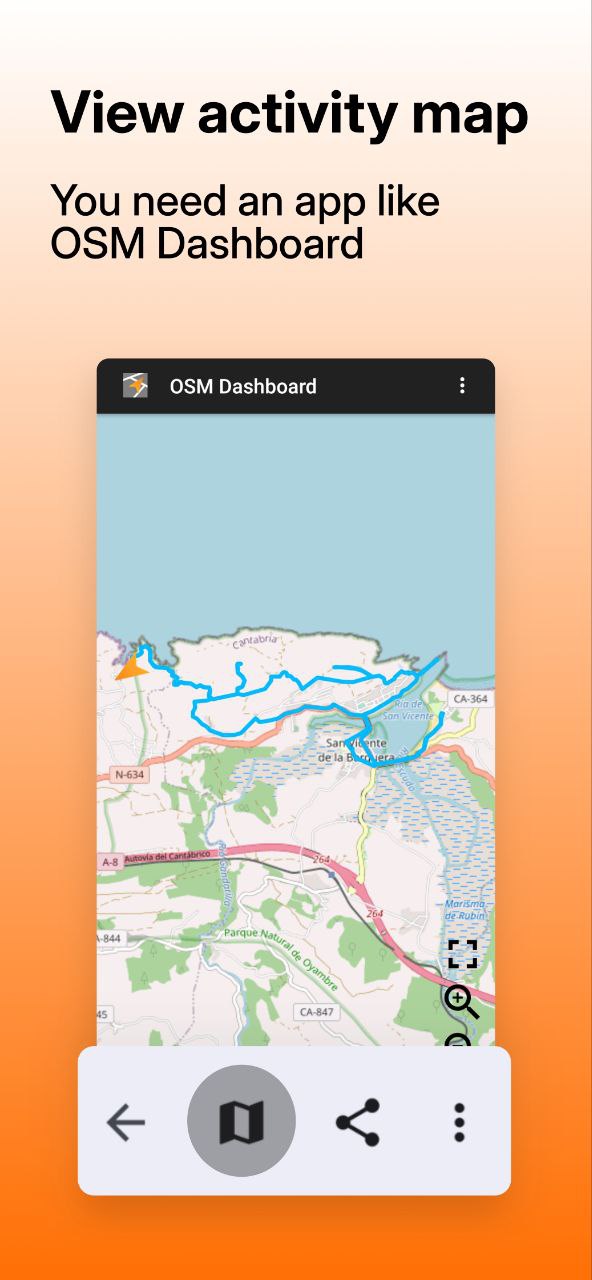 View activity map
You need an app like
OSM Dashboard
OSM Dashboard
Cantabria
CA-364
Ría de
San Vicente
San Vicente
de la Barquera
N-634
A-8
Autovía del Cantábrico
264
264
Marisma
de Rubín
A-844
Parque Natural de Oyambre
45
CA-847